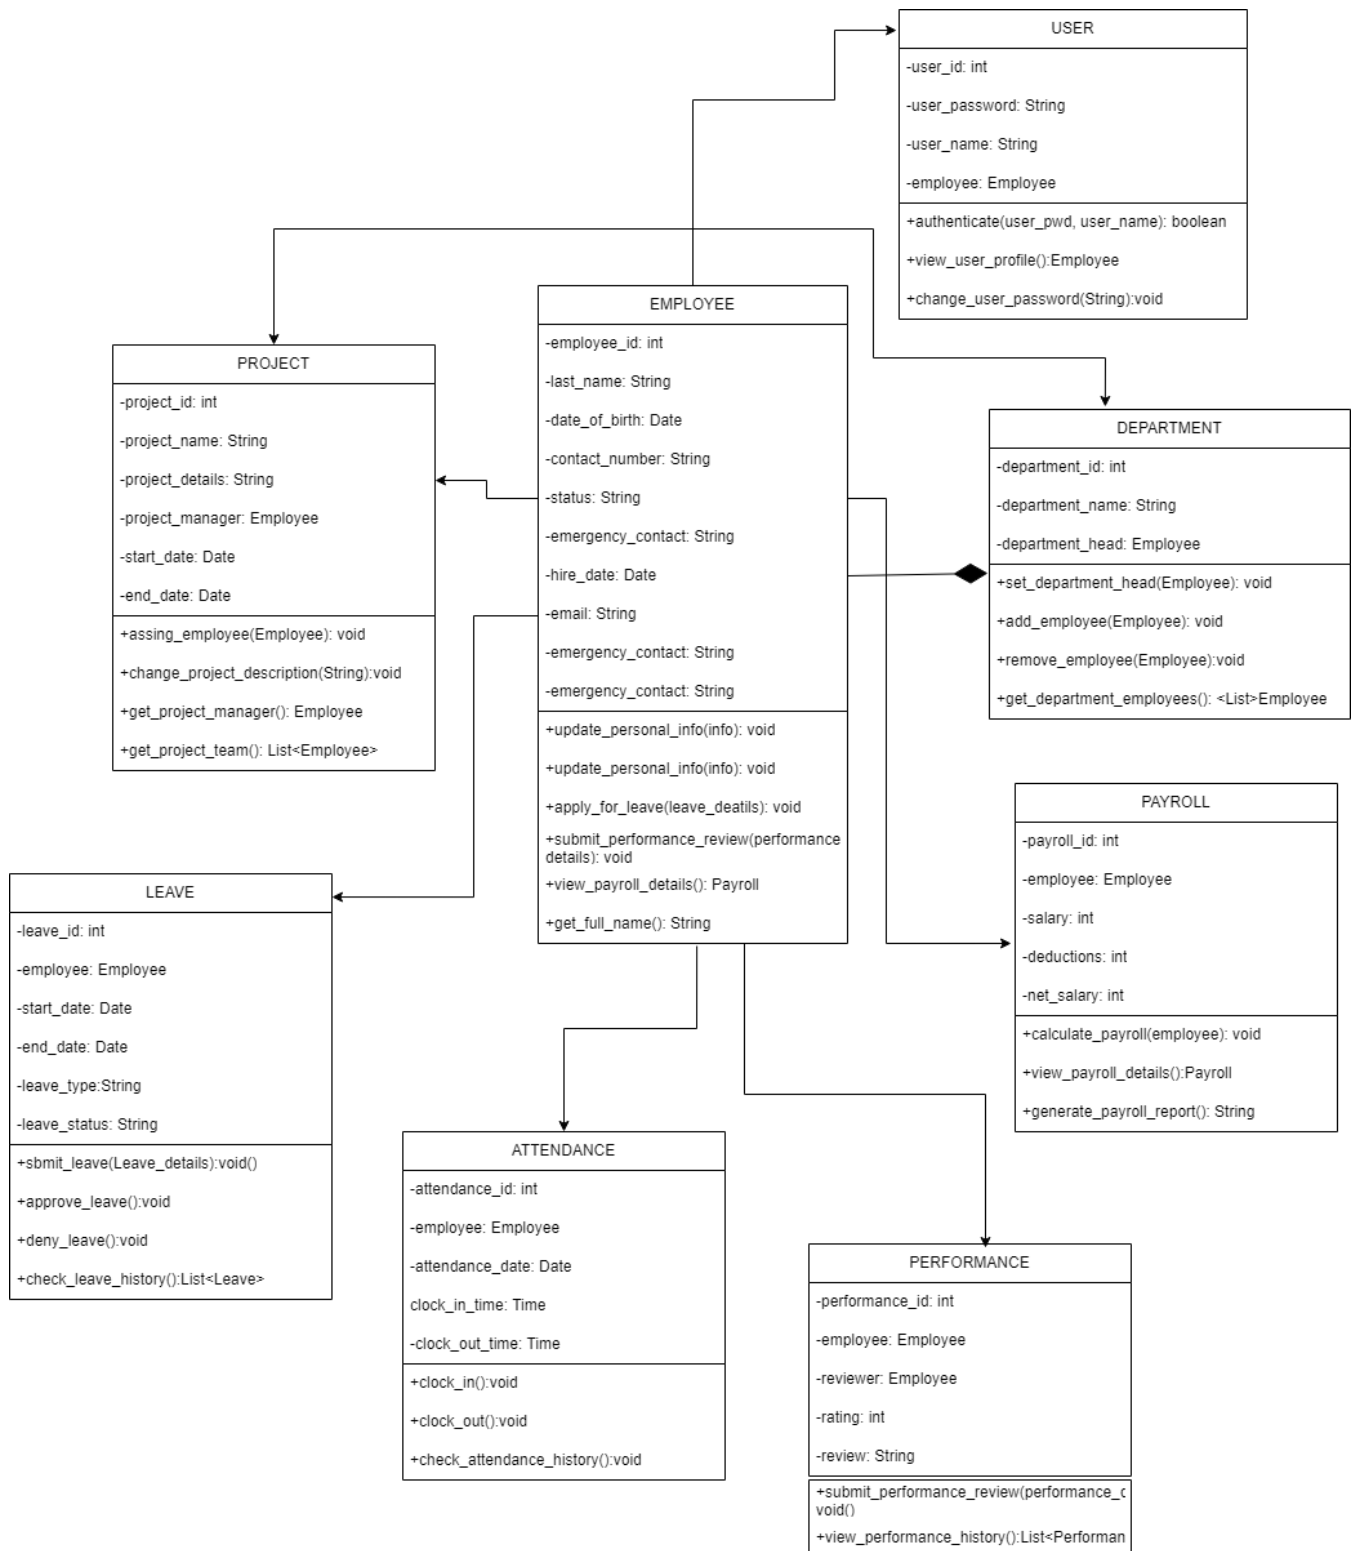 USER
-user_id: int
-user_password: String
-user_name: String
-employee: Employee
+authenticate(user_pwd, user_name): boolean
+view_user_profile():Employee
+change_user_password(String):void
EMPLOYEE
-employee_id: int
-last_name: String
-date_of_birth: Date
-contact_number: String
-status: String
-emergency_contact: String
-hire_date: Date
-email: String
-emergency_contact: String
-emergency_contact: String
+update_personal_info(info): void
+update_personal_info(info): void
+apply_for_leave(leave_deatils): void
+submit_performance_review(performance
details): void
+view_payroll_details(): Payroll
+get_full_name(): String
PROJECT
-project_id: int
-project_name: String
-project_details: String
-project_manager: Employee
-start_date: Date
-end_date: Date
+assing_employee(Employee): void
+change_project_description(String):void
+get_project_manager(): Employee
+get_project_team(): List<Employee>
DEPARTMENT
-department_id: int
-department_name: String
-department_head: Employee
+set_department_head(Employee): void
+add_employee(Employee): void
+remove_employee(Employee):void
+get_department_employees(): <List>Employee
PAYROLL
-payroll_id: int
-employee: Employee
-salary: int
-deductions: int
-net_salary: int
+calculate_payroll(employee): void
+view_payroll_details():Payroll
+generate_payroll_report(): String
LEAVE
-leave_id: int
-employee: Employee
-start_date: Date
-end_date: Date
-leave_type:String
-leave_status: String
+sbmit_leave(Leave_details):void()
+approve_leave():void
+deny_leave():void
+check_leave_history():List<Leave>
ATTENDANCE
-attendance_id: int
-employee: Employee
-attendance_date: Date
clock_in_time: Time
-clock_out_time: Time
+clock_in():void
+clock_out():void
+check_attendance_history():void
PERFORMANCE
-performance_id: int
-employee: Employee
-reviewer: Employee
-rating: int
-review: String
+submit_performance_review(performance_
void()
+view_performance_history():List<Performan